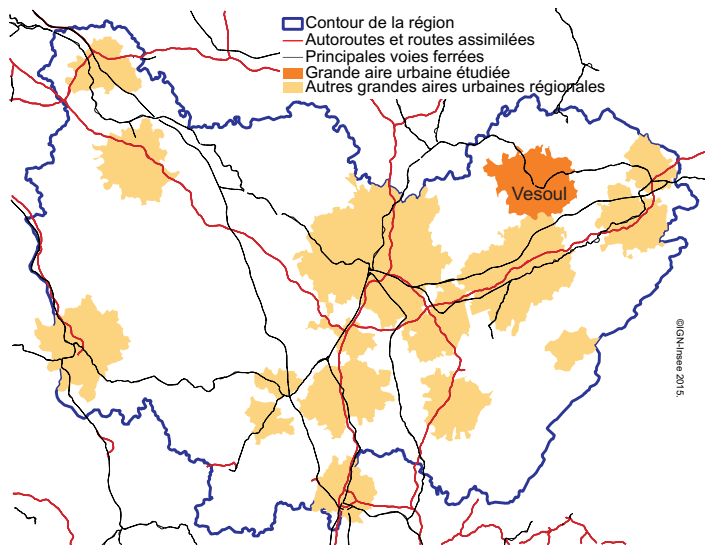 Contour de la région
Autoroutes et routes assimilées
Principales voies ferrées
Grande aire urbaine étudiée
Autres grandes aires urbaines régionales
Vesoul
©IGN-Insee 2015.